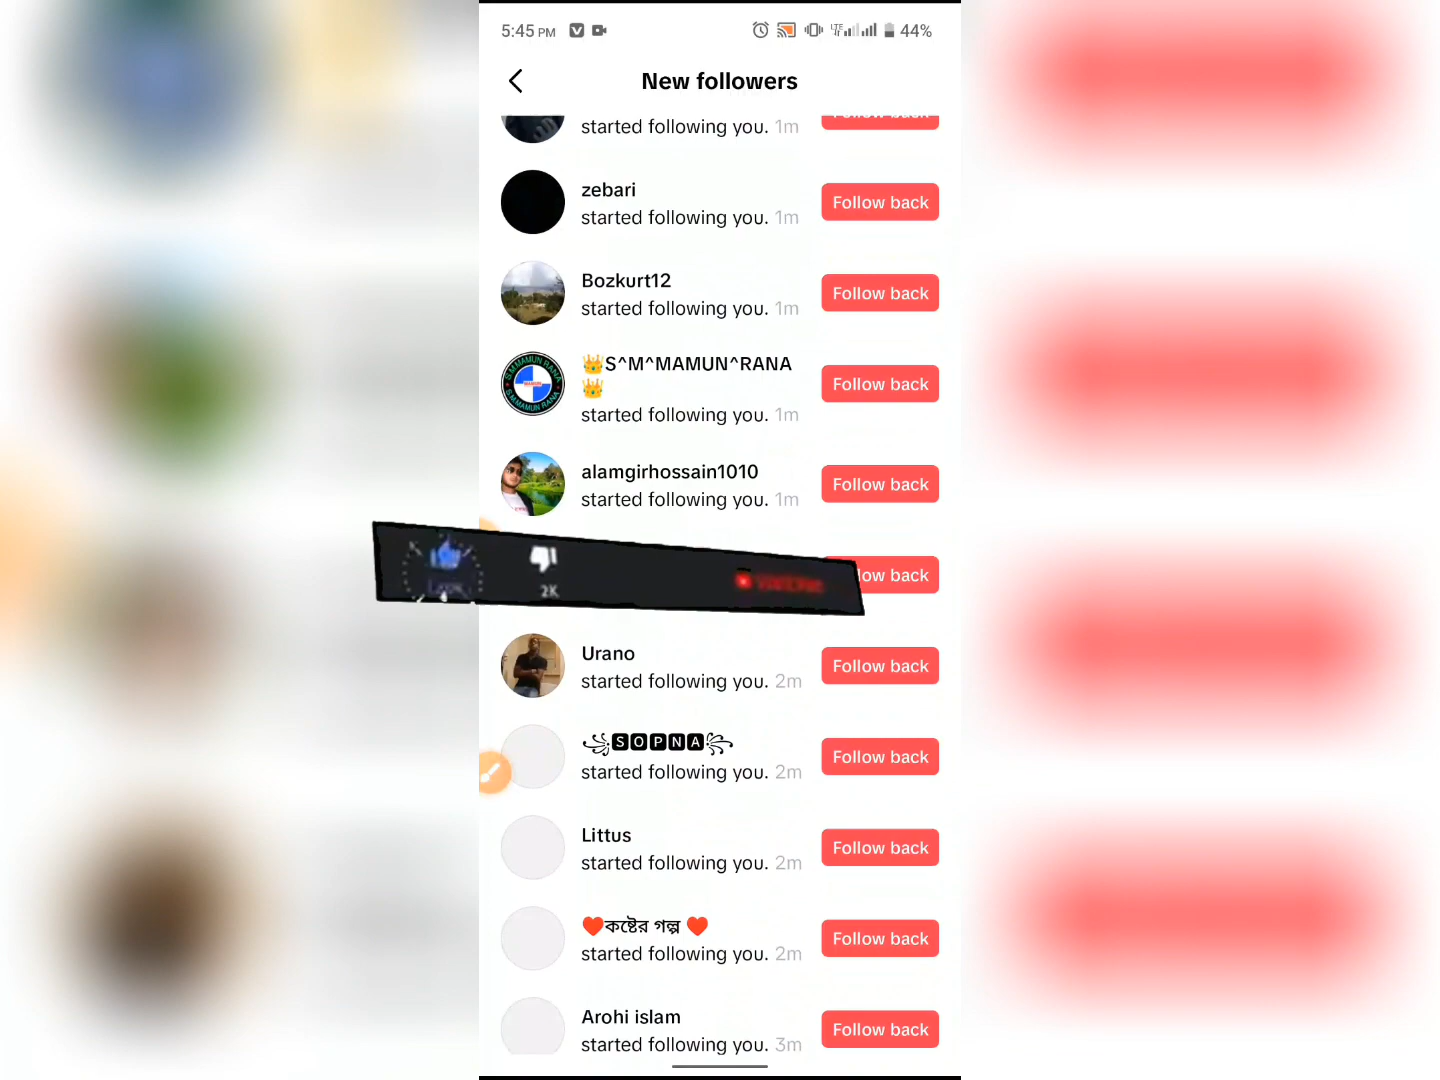 5:45 PM
LTE
44%
New followers
started following you. 1m
zebari
started following you. 1m
Follow back
Bozkurt12
started following you. 1m
Follow back
S.M.MAMUN RANA
👑S^M^MAMUN^RANA
👑
started following you. 1m
Follow back
alamgirhossain1010
started following you. 1m
Follow back
2K
back
Urano
started following you. 2m
Follow back
꧁🆂🅾🅿🅽🅰꧂
started following you. 2m
Follow back
Littus
started following you. 2m
Follow back
❤️কষ্টের গল্প ❤️
started following you. 2m
Follow back
Arohi islam
started following you. 3m
Follow back